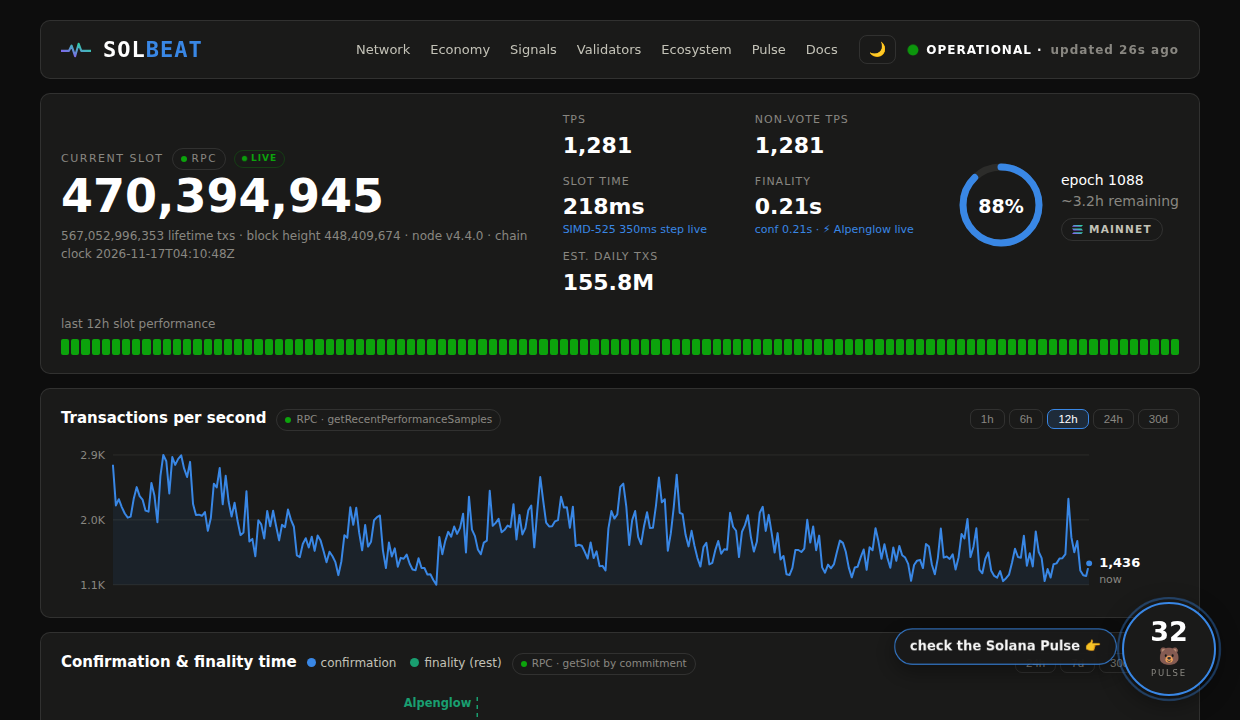 SOLBEAT
Network Economy Signals Validators Ecosystem Pulse Docs
OPERATIONAL · updated 26s ago
CURRENT SLOT RPC LIVE
470,394,945
567,052,996,353 lifetime txs · block height 448,409,674 · node v4.4.0 · chain
clock 2026-11-17T04:10:48Z
TPS
1,281
NON-VOTE TPS
1,281
SLOT TIME
218ms
SIMD-525 350ms step live
FINALITY
0.21s
conf 0.21s · ⚡ Alpenglow live
EST. DAILY TXS
155.8M
88%
epoch 1088
~3.2h remaining
MAINNET
last 12h slot performance
Transactions per second RPC · getRecentPerformanceSamples
1h 6h 12h 24h 30d
2.9K
2.0K
1.1K
1,436
now
Confirmation & finality time confirmation finality (rest) RPC · getSlot by commitment
Alpenglow
check the Solana Pulse 👉
32
PULSE